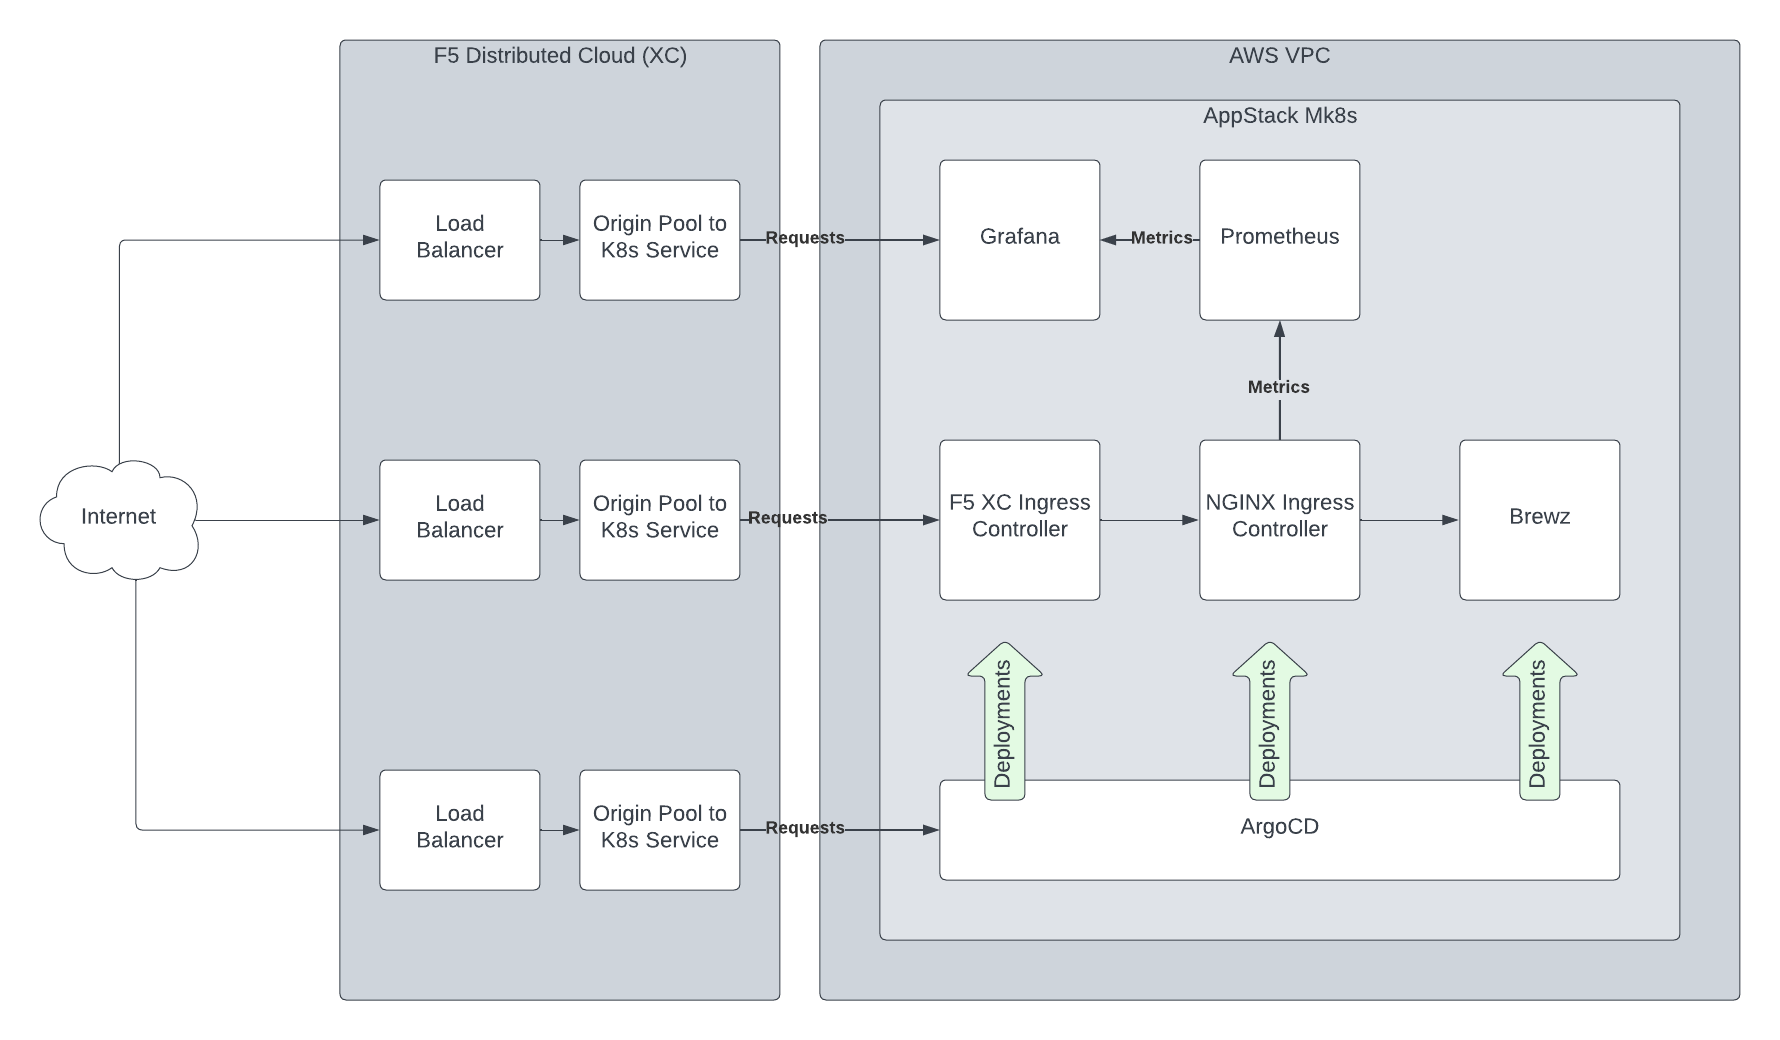 F5 Distributed Cloud (XC)
AWS VPC
AppStack Mk8s
Load
Balancer
Origin Pool to
K8s Service
Requests
Grafana
Metrics
Prometheus
Metrics
Internet
Load
Balancer
Origin Pool to
K8s Service
Requests
F5 XC Ingress
Controller
NGINX Ingress
Controller
Brewz
Deployments
Deployments
Deployments
Load
Balancer
Origin Pool to
K8s Service
Requests
ArgoCD